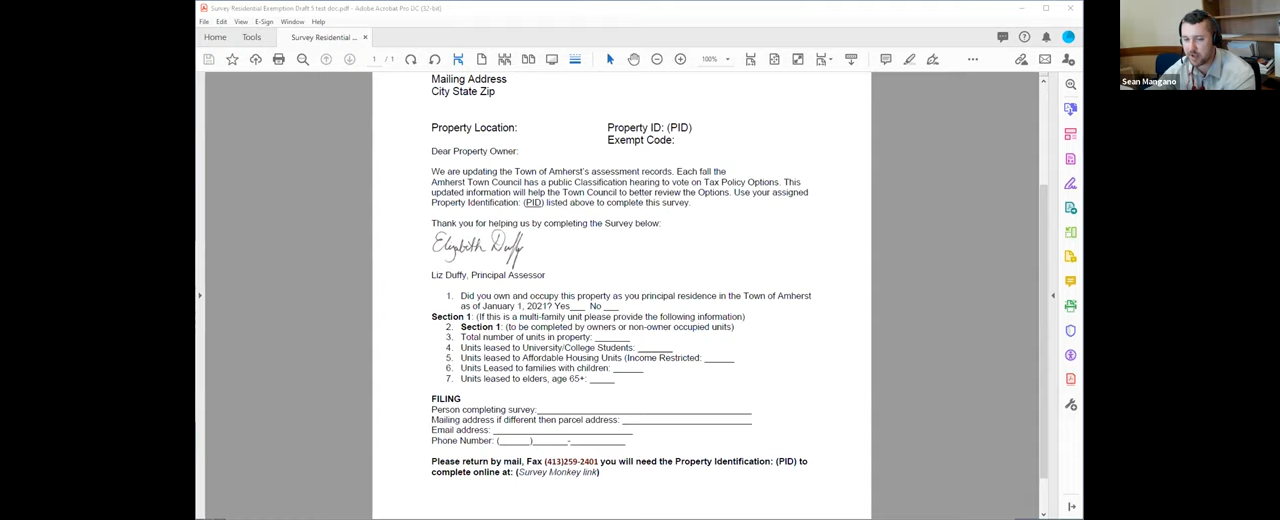 Survey Residential Exemption Draft 5 test doc.pdf - Adobe Acrobat Pro DC (32-bit)
File Edit View E-Sign Window Help
Home Tools Survey Residential ... ×
1 / 1 100%
Sean Mangano
Mailing Address
City State Zip
Property Location: Property ID: (PID)
Exempt Code:
Dear Property Owner:
We are updating the Town of Amherst's assessment records. Each fall the
Amherst Town Council has a public Classification hearing to vote on Tax Policy Options. This
updated information will help the Town Council to better review the Options. Use your assigned
Property Identification: (PID) listed above to complete this survey.
Thank you for helping us by completing the Survey below:
Elizabeth Duffy
Liz Duffy, Principal Assessor
1. Did you own and occupy this property as you principal residence in the Town of Amherst
as of January 1, 2021? Yes___ No ___
Section 1: (If this is a multi-family unit please provide the following information)
2. Section 1: (to be completed by owners or non-owner occupied units)
3. Total number of units in property: _______
4. Units leased to University/College Students: _______
5. Units leased to Affordable Housing Units (Income Restricted: ______
6. Units Leased to families with children: ______
7. Units leased to elders, age 65+: _____
FILING
Person completing survey:____________________
Mailing address if different then parcel address: ____________________
Email address: ____________________
Phone Number: (______)_______-___________
Please return by mail, Fax (413)259-2401 you will need the Property Identification: (PID) to
complete online at: (Survey Monkey link)